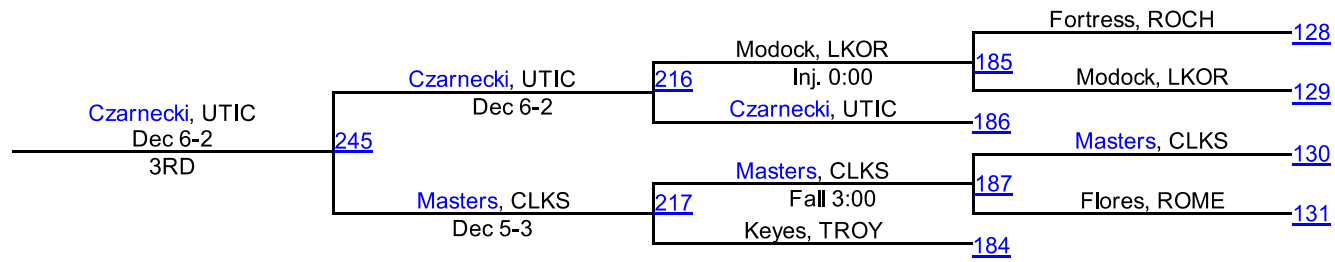 Fortress, ROCH
128
Modock, LKOR
185
Inj. 0:00
Czarnecki, UTIC
216
Modock, LKOR
129
Dec 6-2
Czarnecki, UTIC
186
Czarnecki, UTIC
Dec 6-2
245
3RD
Masters, CLKS
130
Masters, CLKS
187
Fall 3:00
Masters, CLKS
217
Flores, ROME
131
Dec 5-3
Keyes, TROY
184